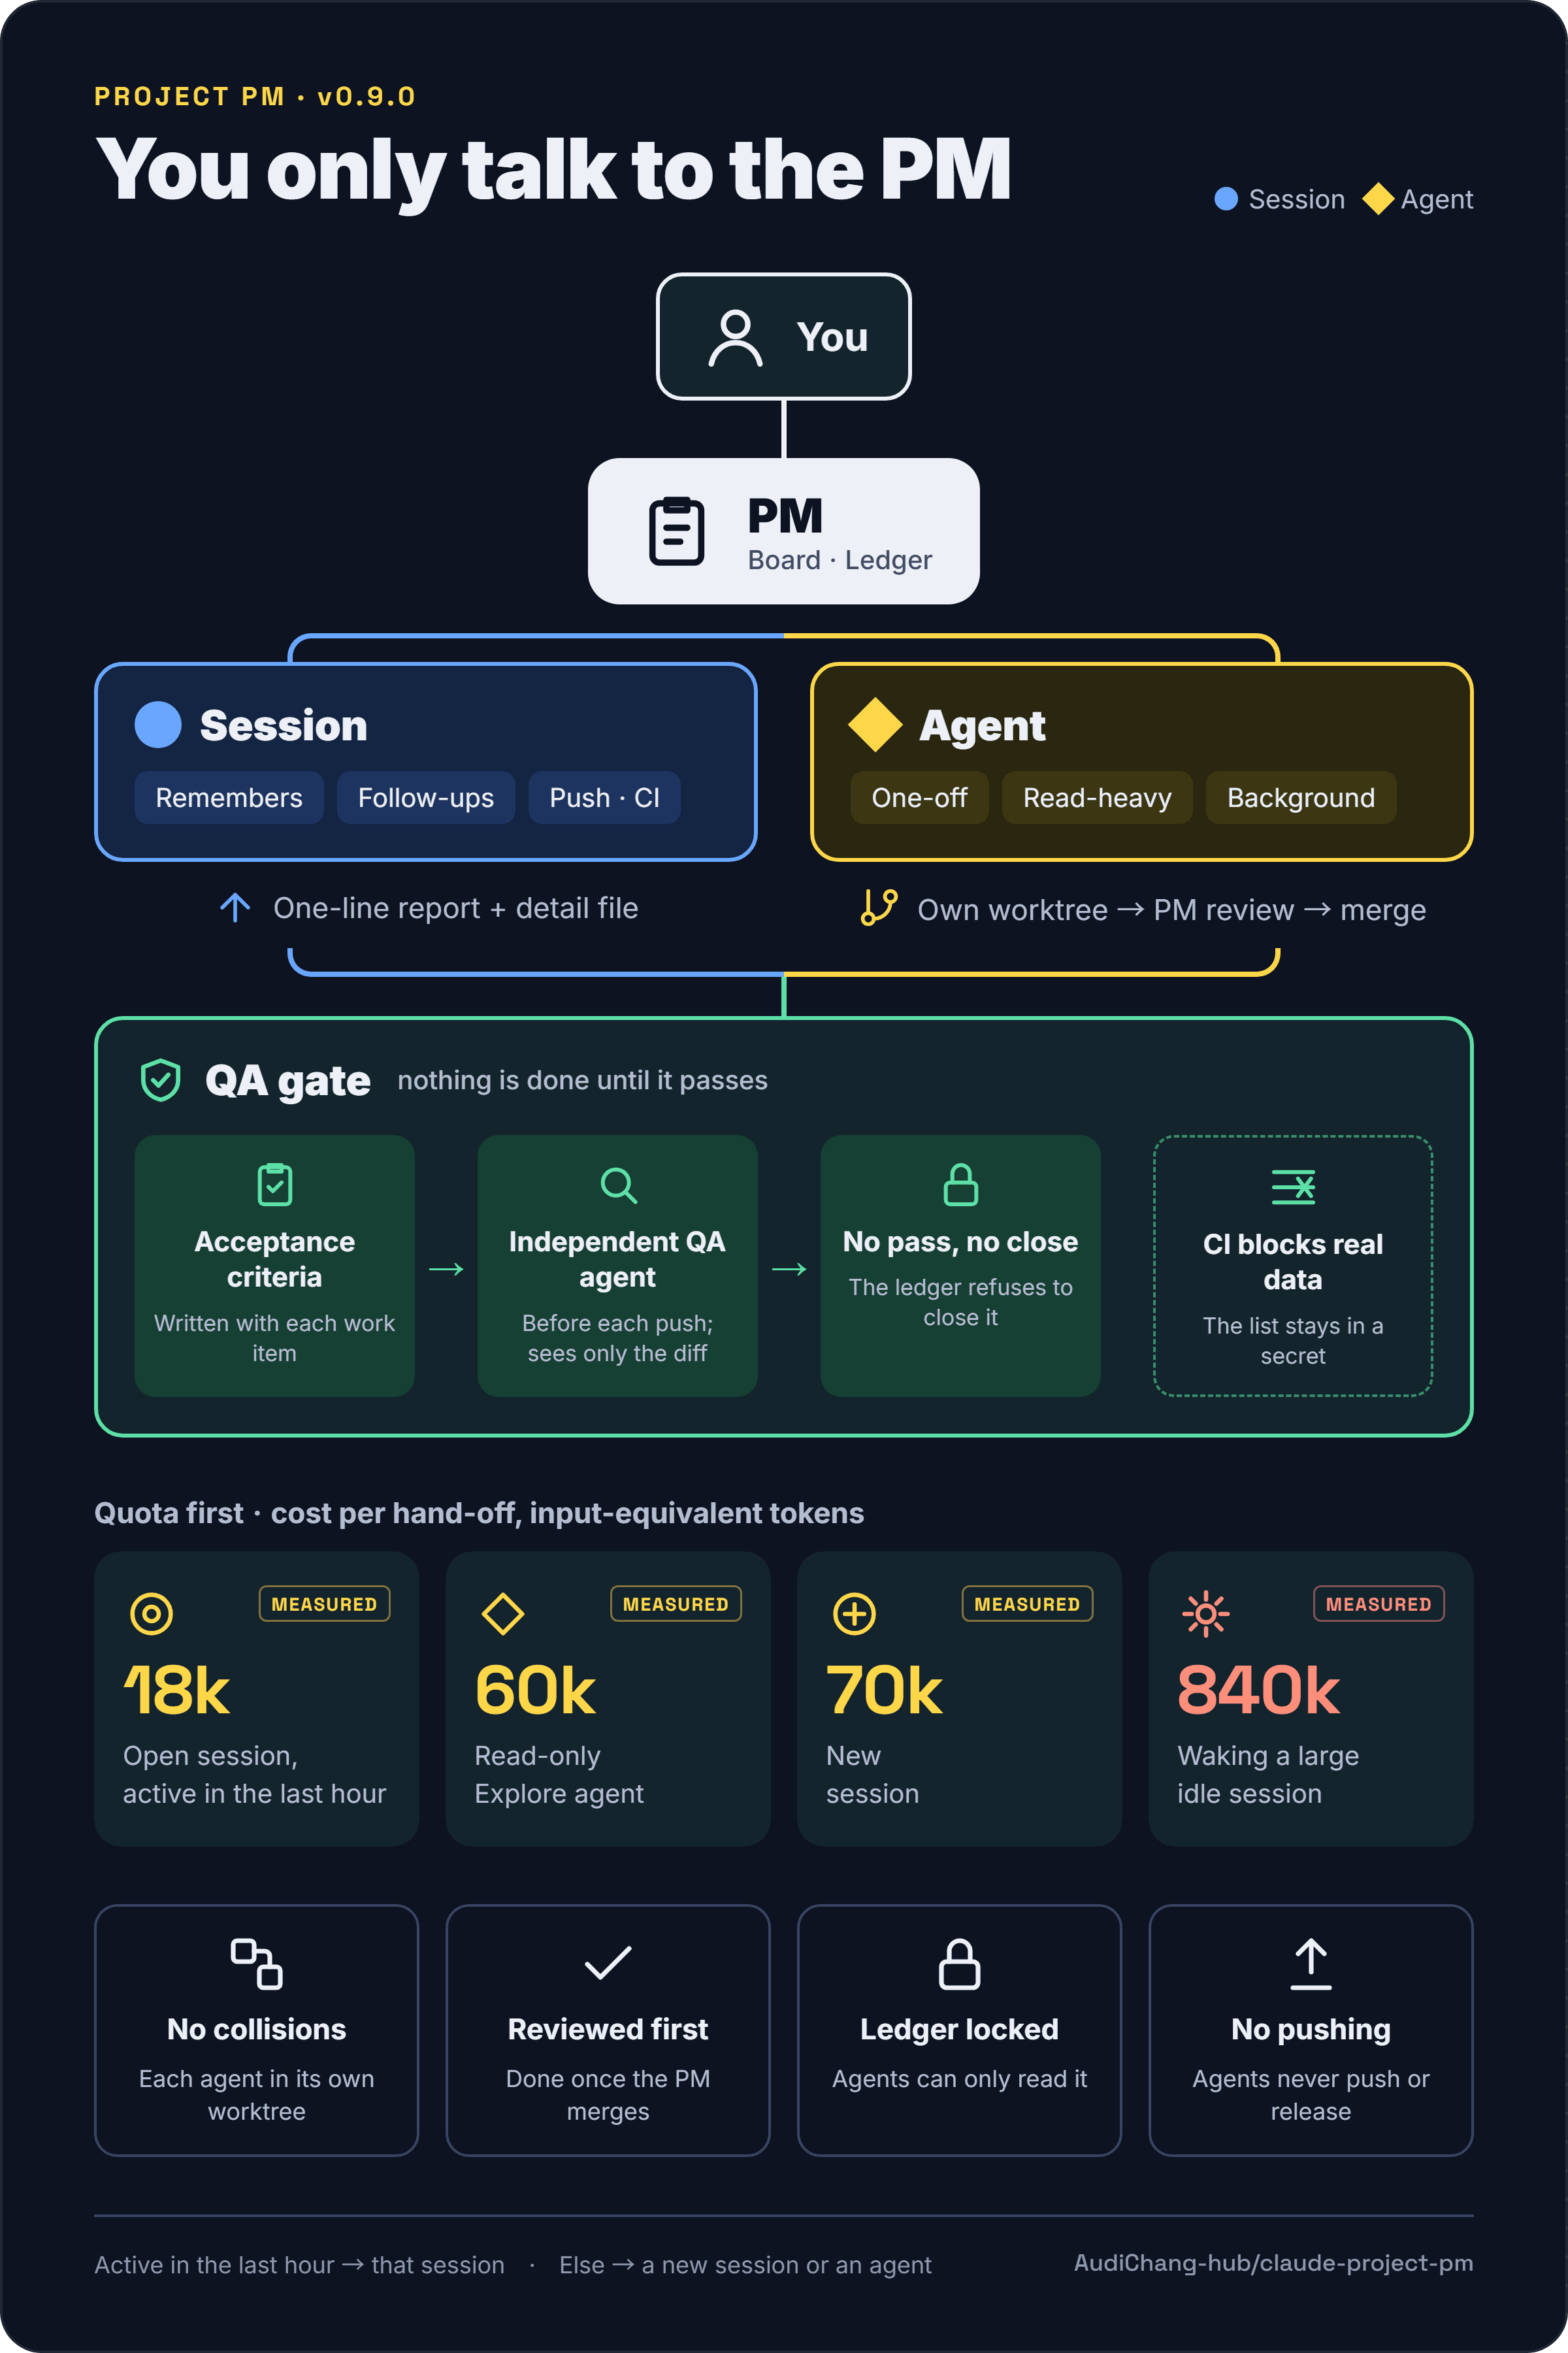 PROJECT PM · v0.9.0
You only talk to the PM
Session
Agent
You
PM
Board · Ledger
Session
Remembers
Follow-ups
Push · CI
Agent
One-off
Read-heavy
Background
One-line report + detail file
Own worktree → PM review → merge
QA gate
nothing is done until it passes
Acceptance
criteria
Written with each work
item
→
Independent QA
agent
Before each push;
sees only the diff
→
No pass, no close
The ledger refuses to
close it
CI blocks real
data
The list stays in a
secret
Quota first · cost per hand-off, input-equivalent tokens
MEASURED
18k
Open session,
active in the last hour
MEASURED
60k
Read-only
Explore agent
MEASURED
70k
New
session
MEASURED
840k
Waking a large
idle session
No collisions
Each agent in its own
worktree
Reviewed first
Done once the PM
merges
Ledger locked
Agents can only read it
No pushing
Agents never push or
release
Active in the last hour → that session · Else → a new session or an agent
AudiChang-hub/claude-project-pm